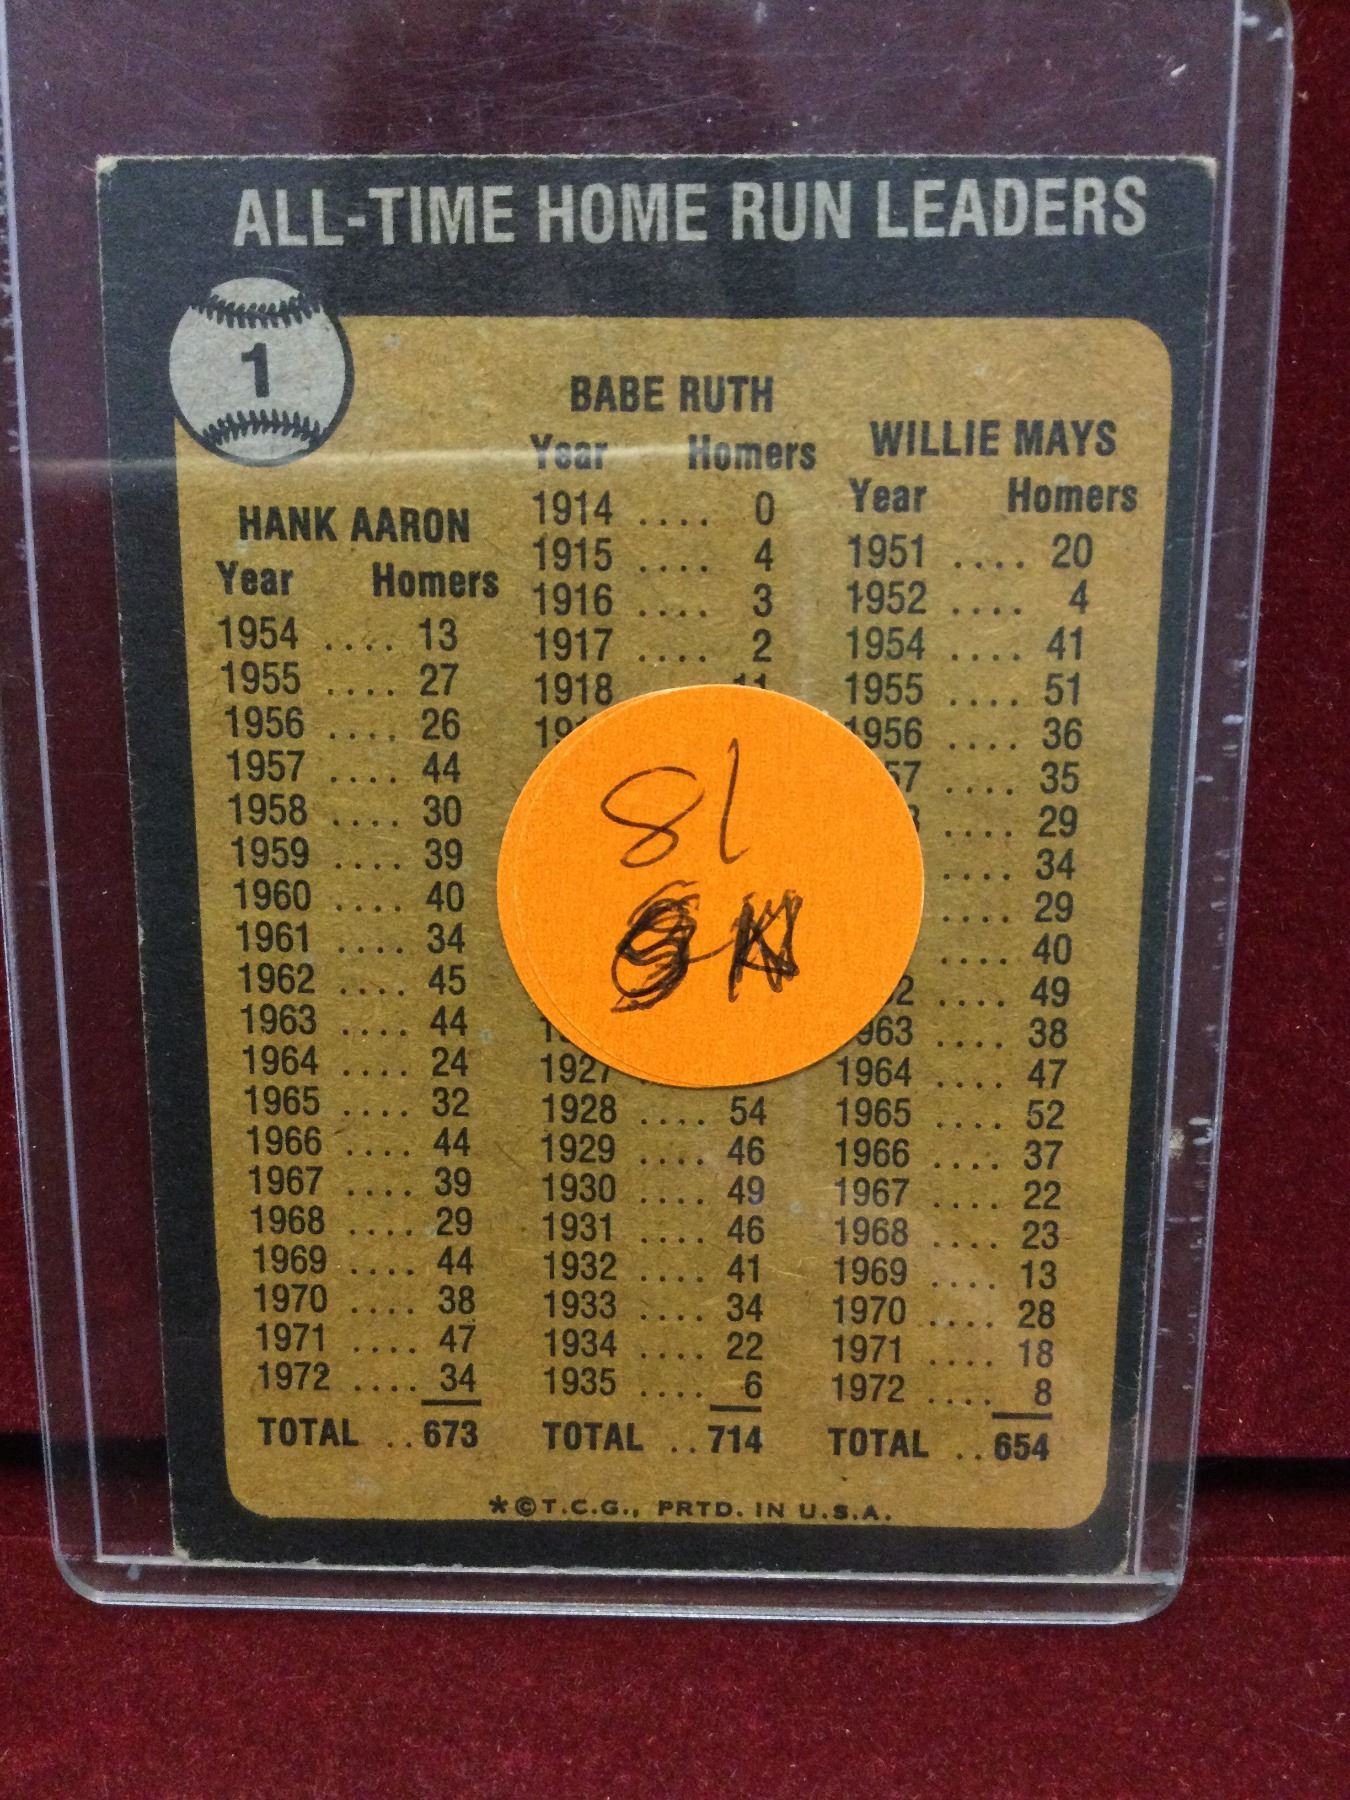 ALL-TIME HOME RUN LEADERS
1
HANK AARON
Year Homers
1954 .... 13
1955 .... 27
1956 .... 26
1957 .... 44
1958 .... 30
1959 .... 39
1960 .... 40
1961 .... 34
1962 .... 45
1963 .... 44
1964 .... 24
1965 .... 32
1966 .... 44
1967 .... 39
1968 .... 29
1969 .... 44
1970 .... 38
1971 .... 47
1972 .... 34
TOTAL .. 673
BABE RUTH
Year Homers
1914 .... 0
1915 .... 4
1916 .... 3
1917 .... 2
1918 11
1927
1928 .... 54
1929 .... 46
1930 .... 49
1931 .... 46
1932 .... 41
1933 .... 34
1934 .... 22
1935 .... 6
TOTAL .. 714
WILLIE MAYS
Year Homers
1951 .... 20
1952 .... 4
1954 .... 41
1955 .... 51
1956 .... 36
57 .... 35
.... 29
.... 34
.... 29
.... 40
2 .... 49
963 .... 38
1964 .... 47
1965 .... 52
1966 .... 37
1967 .... 22
1968 .... 23
1969 .... 13
1970 .... 28
1971 .... 18
1972 .... 8
TOTAL .. 654
81
*©T.C.G., PRTD. IN U.S.A.